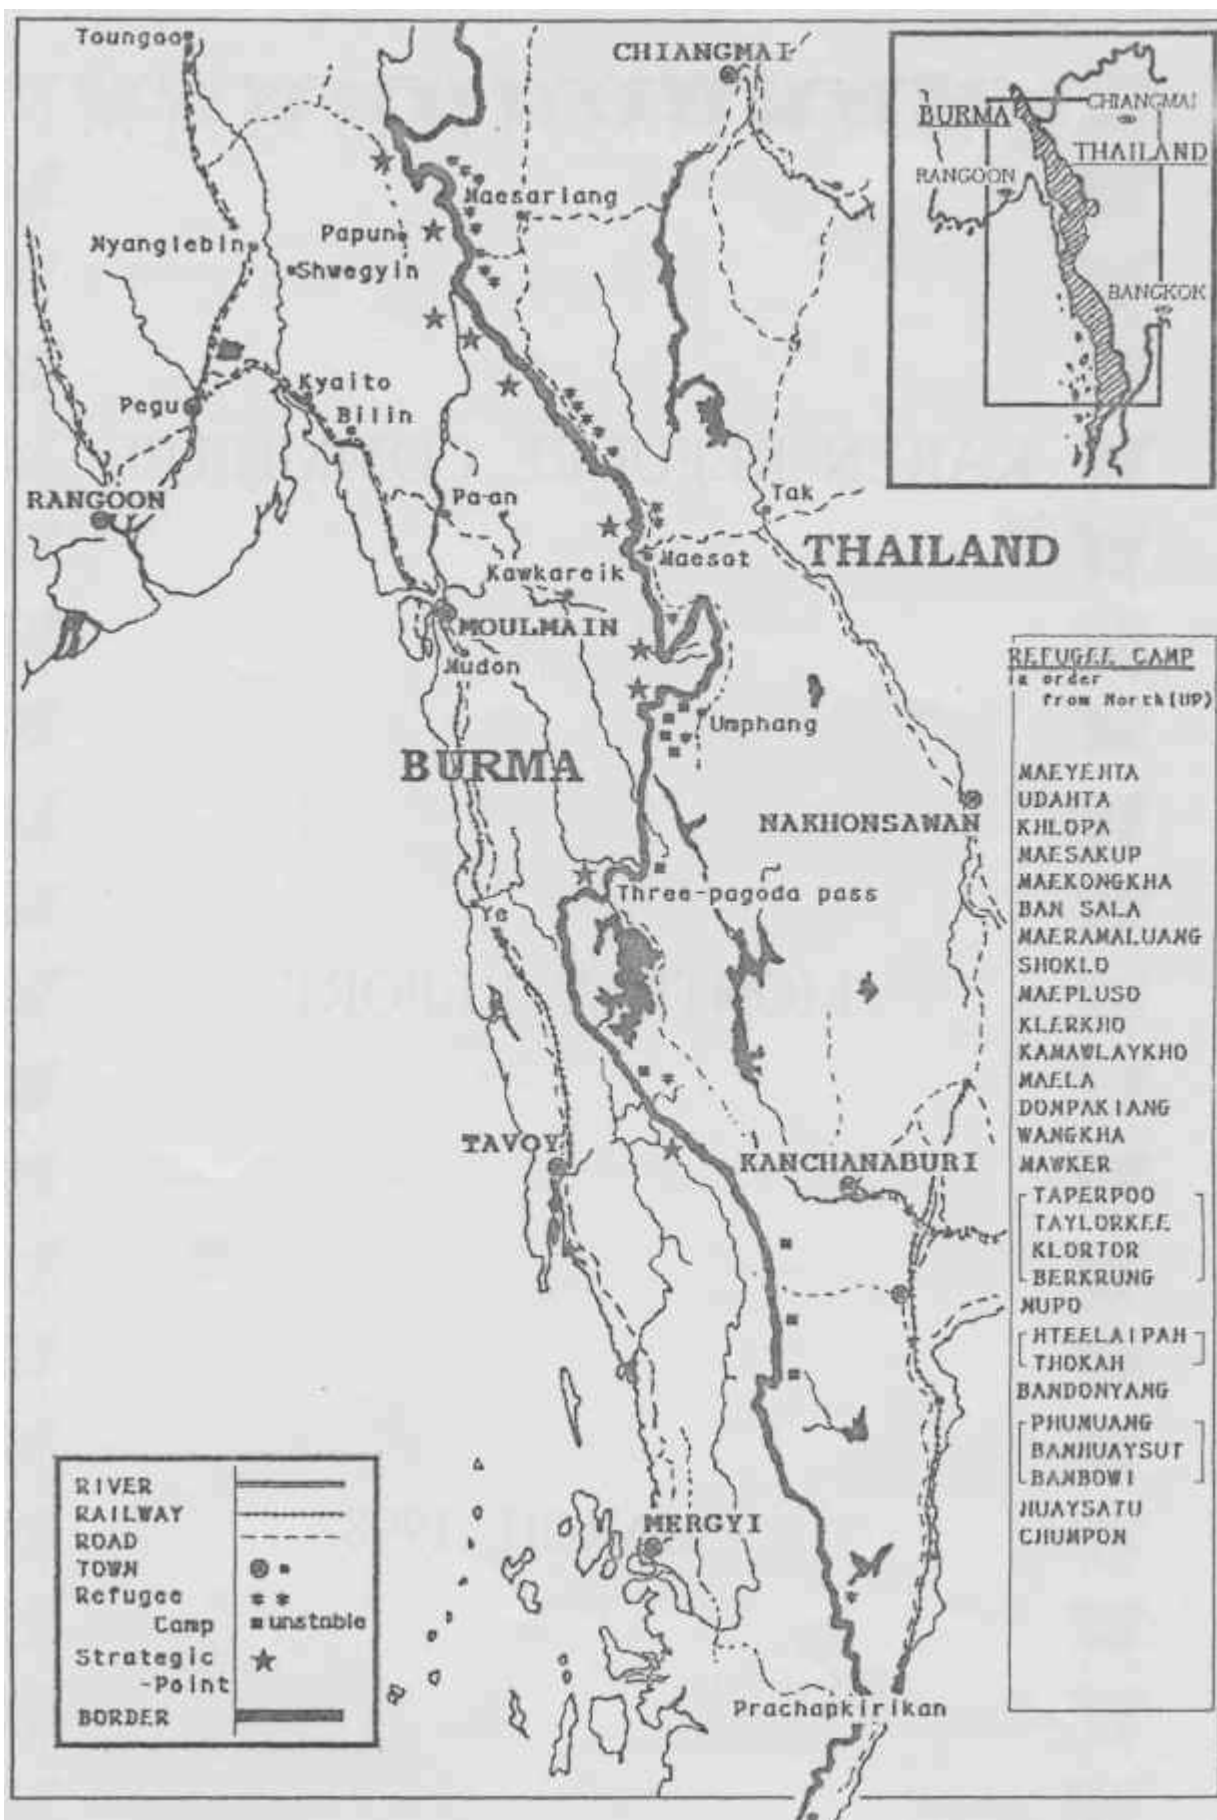 Toungoo
CHIANGMAI
Maesariang
Nyanglebin
Papun
Shwegyin
Kyaito
Pegu
Bilin
RANGOON
Pa-an
Tak
THAILAND
Kawkareik
Maesot
MOULMAIN
Mudon
Umphang
BURMA
NAKHONSAWAN
Three-pagoda pass
Ye
TAVOY
KANCHANABURI
MERGYI
Prachapkirikan
BURMA
CHIANGMAI
THAILAND
RANGOON
BANGKOK
REFUGEE CAMP
in order
from North(UP)
MAEYEHTA
UDAHTA
KHLOPA
MAESAKUP
MAEKONGKHA
BAN SALA
MAERAMALUANG
SHOKLO
MAEPLUSO
KLERKHO
KAMAWLAYKHO
MAELA
DONPAKIANG
WANGKHA
MAWKER
TAPERPOO
TAYLORKEE
KLORTOR
BERKRUNG
NUPO
HTEELAIPAH
THOKAH
BANDONYANG
PHUNUANG
BANHUAYSUT
BANBOWI
HUAYSATU
CHUMPON
RIVER
RAILWAY
ROAD
TOWN
Refugee
Camp
unstable
Strategic
-Point
BORDER